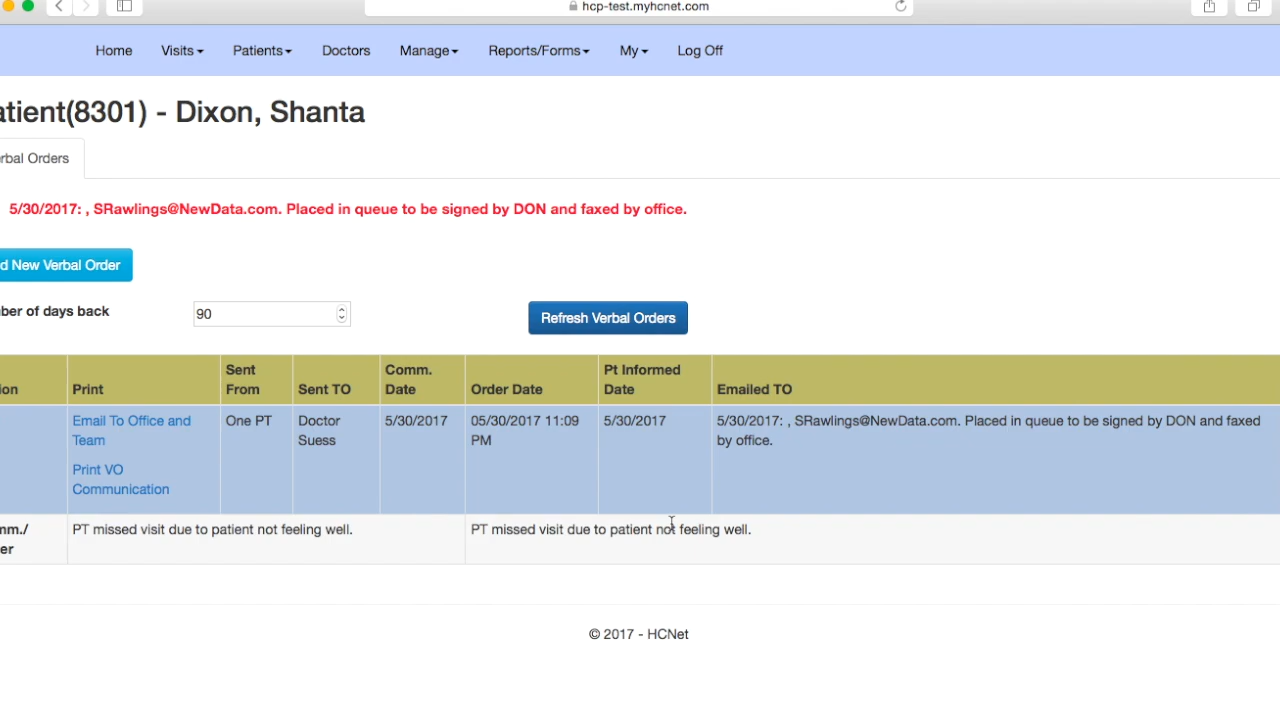 hcp-test.myhcnet.com
Home Visits Patients Doctors Manage Reports/Forms My Log Off
atient(8301) - Dixon, Shanta
erbal Orders
5/30/2017: , SRawlings@NewData.com. Placed in queue to be signed by DON and faxed by office.
d New Verbal Order
ber of days back
90
Refresh Verbal Orders
ion
Print
Sent
From
Sent TO
Comm.
Date
Order Date
Pt Informed
Date
Emailed TO
Email To Office and
Team
Print VO
Communication
One PT
Doctor
Suess
5/30/2017
05/30/2017 11:09
PM
5/30/2017
5/30/2017: , SRawlings@NewData.com. Placed in queue to be signed by DON and faxed
by office.
mm./
er
PT missed visit due to patient not feeling well.
PT missed visit due to patient not feeling well.
© 2017 - HCNet